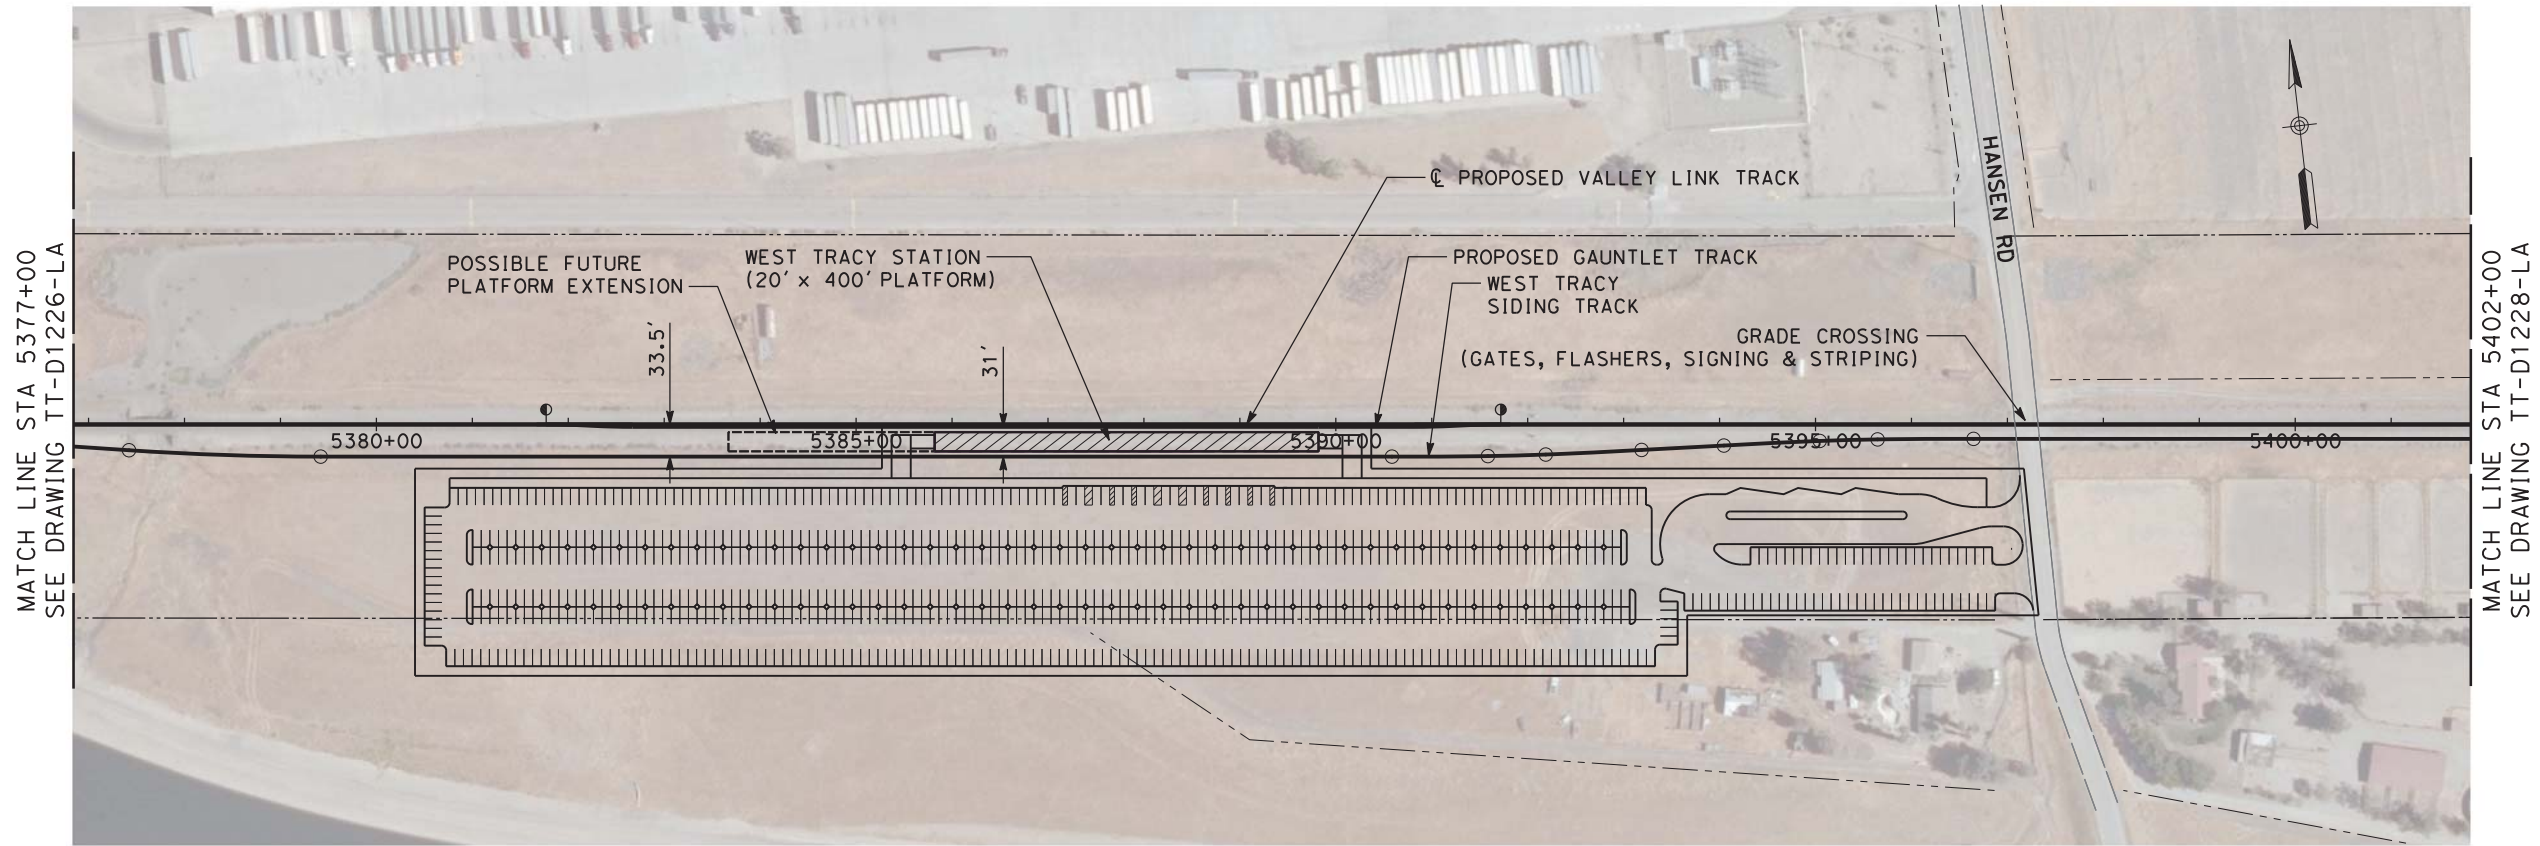 MATCH LINE STA 5377+00
SEE DRAWING TT-D1226-LA
HANSEN RD
℄ PROPOSED VALLEY LINK TRACK
POSSIBLE FUTURE
PLATFORM EXTENSION
WEST TRACY STATION
(20' x 400' PLATFORM)
PROPOSED GAUNTLET TRACK
WEST TRACY
SIDING TRACK
GRADE CROSSING
(GATES, FLASHERS, SIGNING & STRIPING)
33.5'
31'
5380+00
5385+00
5390+00
5395+00
5400+00
MATCH LINE STA 5402+00
SEE DRAWING TT-D1228-LA